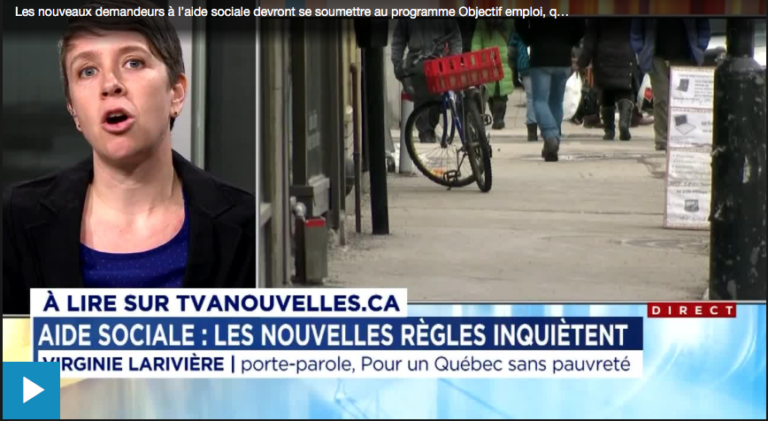 Les nouveaux demandeurs à l'aide sociale devront se soumettre au programme Objectif emploi, q...
À LIRE SUR TVANOUVELLES.CA
DIRECT
AIDE SOCIALE : LES NOUVELLES RÈGLES INQUIÈTENT
VIRGINIE LARIVIÈRE | porte-parole, Pour un Québec sans pauvreté